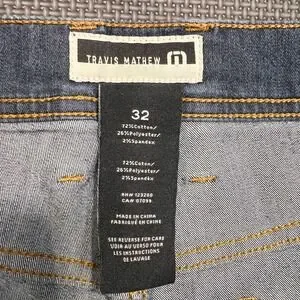 TRAVIS MATHEW
32
72%Cotton/
26%Polyester/
2%Spandex
72%Coton/
26%Polyester/
2%Spandex
RN# 123280
CA# 07099
MADE IN CHINA
FABRIQUÉ EN CHINE
SEE REVERSE FOR CARE
VOIR AU VERSO POUR
LES INSTRUCTIONS
DE LAVAGE